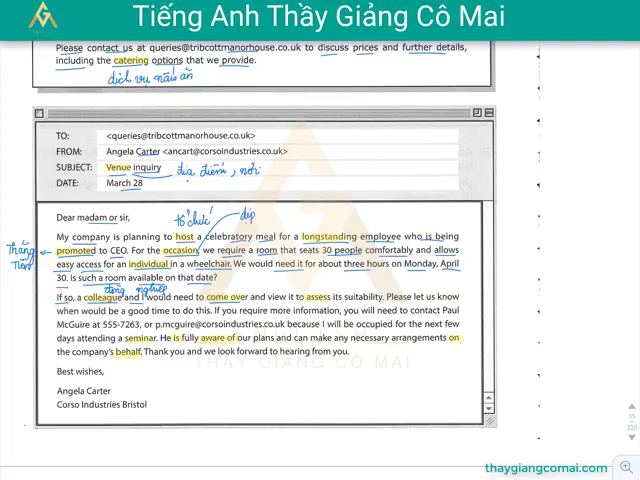 Tiếng Anh Thầy Giảng Cô Mai
Please contact us at queries@tribcottmanorhouse.co.uk to discuss prices and further details,
including the catering options that we provide.
dịch vụ nấu ăn
TO: <queries@tribcottmanorhouse.co.uk>
FROM: Angela Carter <ancart@corsoindustries.co.uk>
SUBJECT: Venue inquiry
địa điểm, nơi
DATE: March 28
Dear madam or sir,
tổ chức
dịp
My company is planning to host a celebratory meal for a longstanding employee who is being
Thăng tiến
promoted to CEO. For the occasion, we require a room that seats 30 people comfortably and allows
easy access for an individual in a wheelchair. We would need it for about three hours on Monday, April
30. Is such a room available on that date?
đồng nghiệp
If so, a colleague and I would need to come over and view it to assess its suitability. Please let us know
when would be a good time to do this. If you require more information, you will need to contact Paul
McGuire at 555-7263, or p.mcguire@corsoindustries.co.uk because I will be occupied for the next few
days attending a seminar. He is fully aware of our plans and can make any necessary arrangements on
the company's behalf. Thank you and we look forward to hearing from you.
THẦY GIẢNG CÔ MAI
Best wishes,
Angela Carter
Corso Industries Bristol
35
220
thaygiangcomai.com